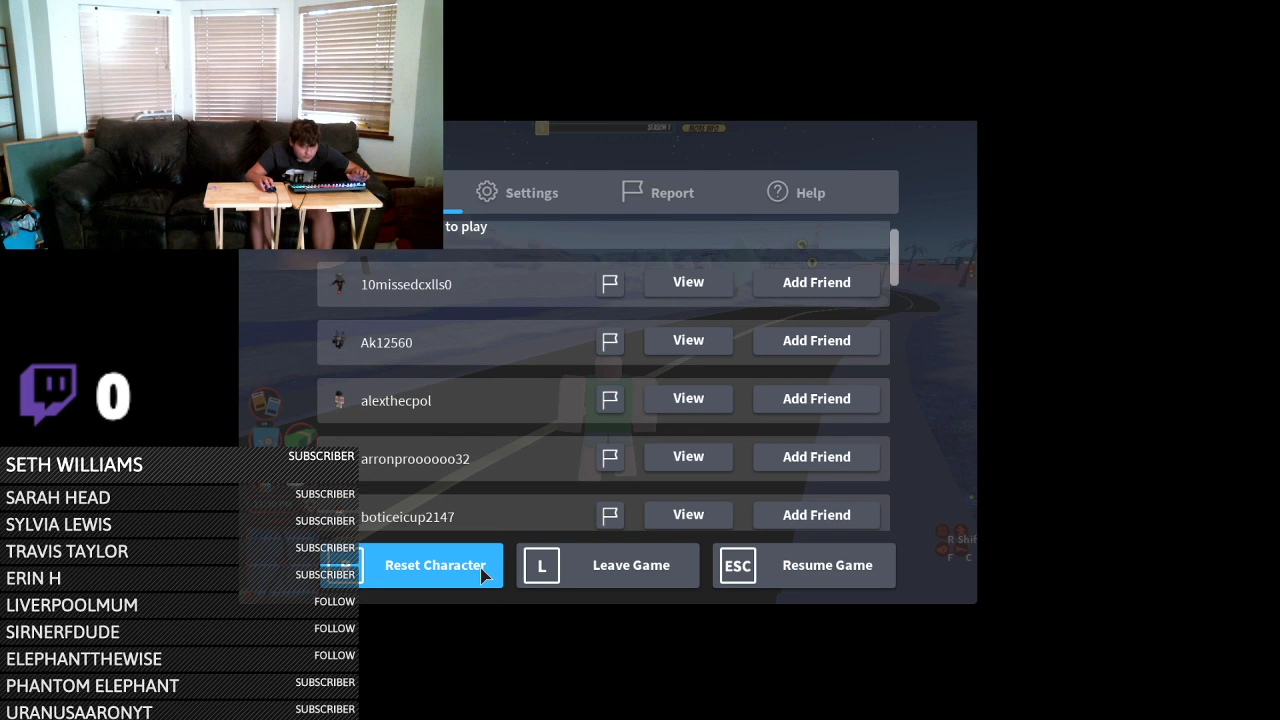 MORE INFO
Settings
Report
Help
to play
10missedcxlls0
View
Add Friend
Ak12560
View
Add Friend
alexthecpol
View
Add Friend
arronproooooo32
View
Add Friend
boticeicup2147
View
Add Friend
Reset Character
L
Leave Game
ESC
Resume Game
R Shif
F C
0
SETH WILLIAMS SUBSCRIBER
SARAH HEAD SUBSCRIBER
SYLVIA LEWIS SUBSCRIBER
TRAVIS TAYLOR SUBSCRIBER
ERIN H SUBSCRIBER
LIVERPOOLMUM FOLLOW
SIRNERFDUDE FOLLOW
ELEPHANTTHEWISE FOLLOW
PHANTOM ELEPHANT SUBSCRIBER
URANUSAARONYT SUBSCRIBER